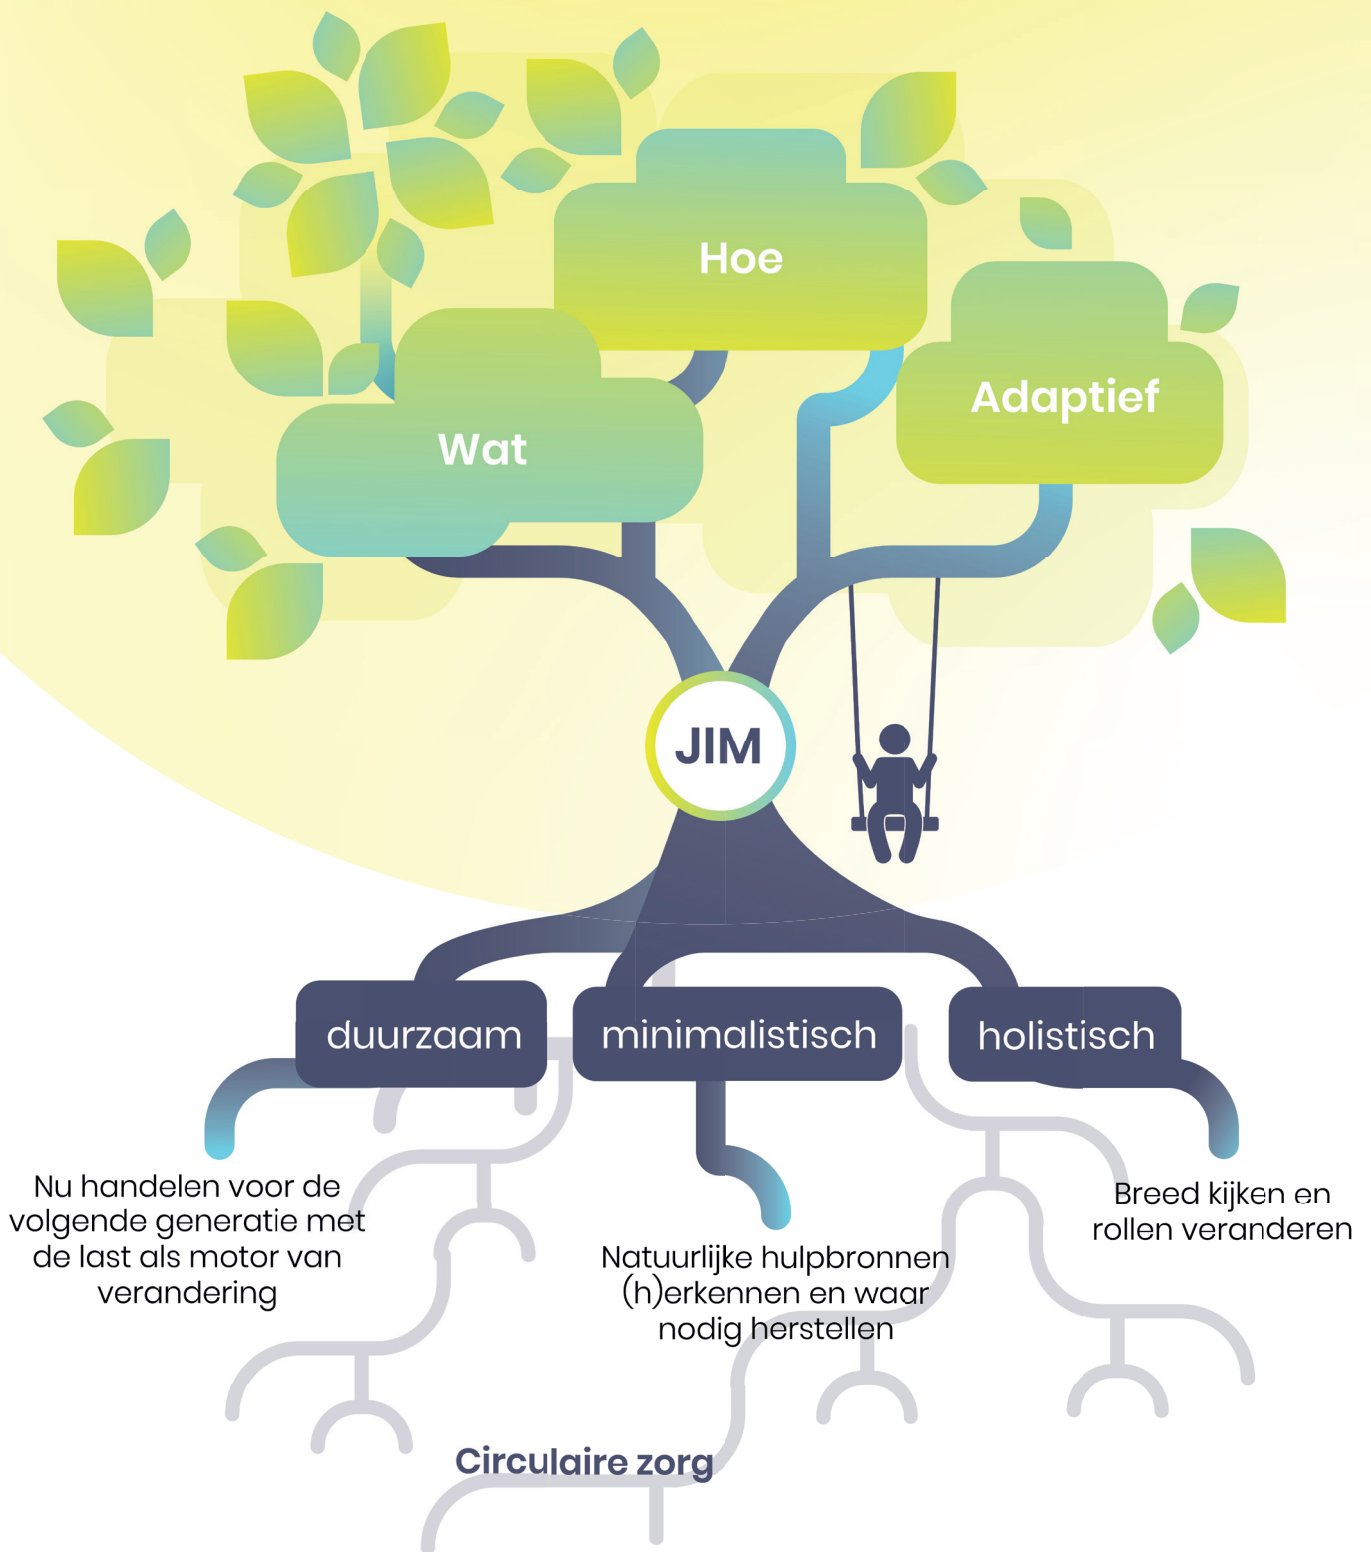 Hoe
Adaptief
Wat
JIM
duurzaam
minimalistisch
holistisch
Nu handelen voor de
volgende generatie met
de last als motor van
verandering
Natuurlijke hulpbronnen
(h)erkennen en waar
nodig herstellen
Breed kijken en
rollen veranderen
Circulaire zorg